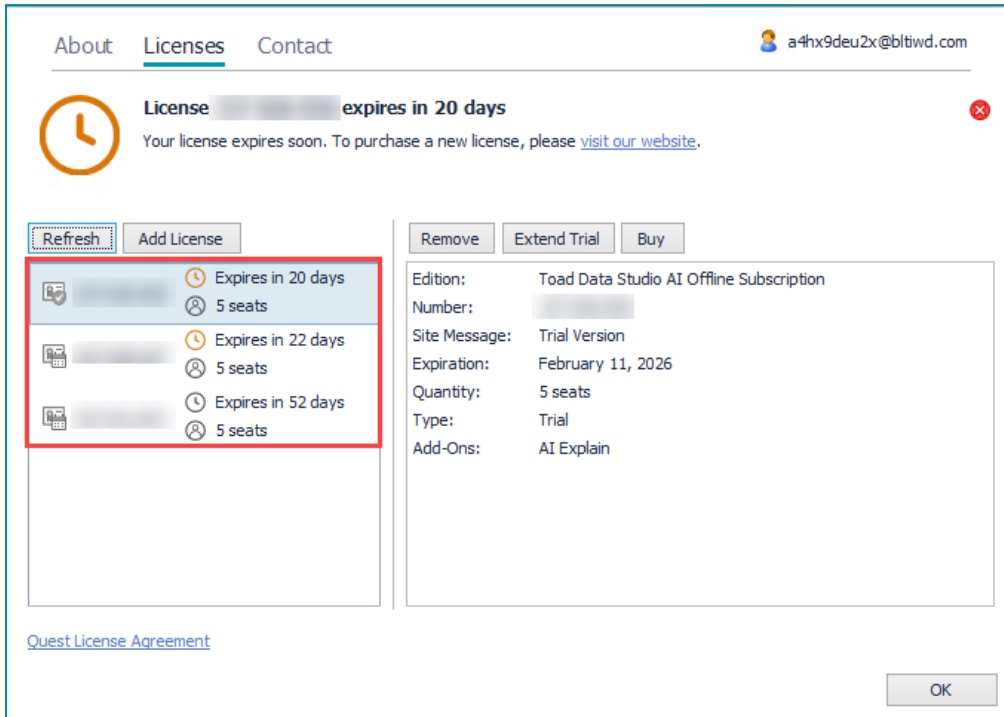 About Licenses Contact a4hx9deu2x@bltiwd.com
License expires in 20 days
Your license expires soon. To purchase a new license, please visit our website.
Refresh Add License
Expires in 20 days
5 seats
Expires in 22 days
5 seats
Expires in 52 days
5 seats
Remove Extend Trial Buy
Edition: Toad Data Studio AI Offline Subscription
Number:
Site Message: Trial Version
Expiration: February 11, 2026
Quantity: 5 seats
Type: Trial
Add-Ons: AI Explain
Quest License Agreement
OK